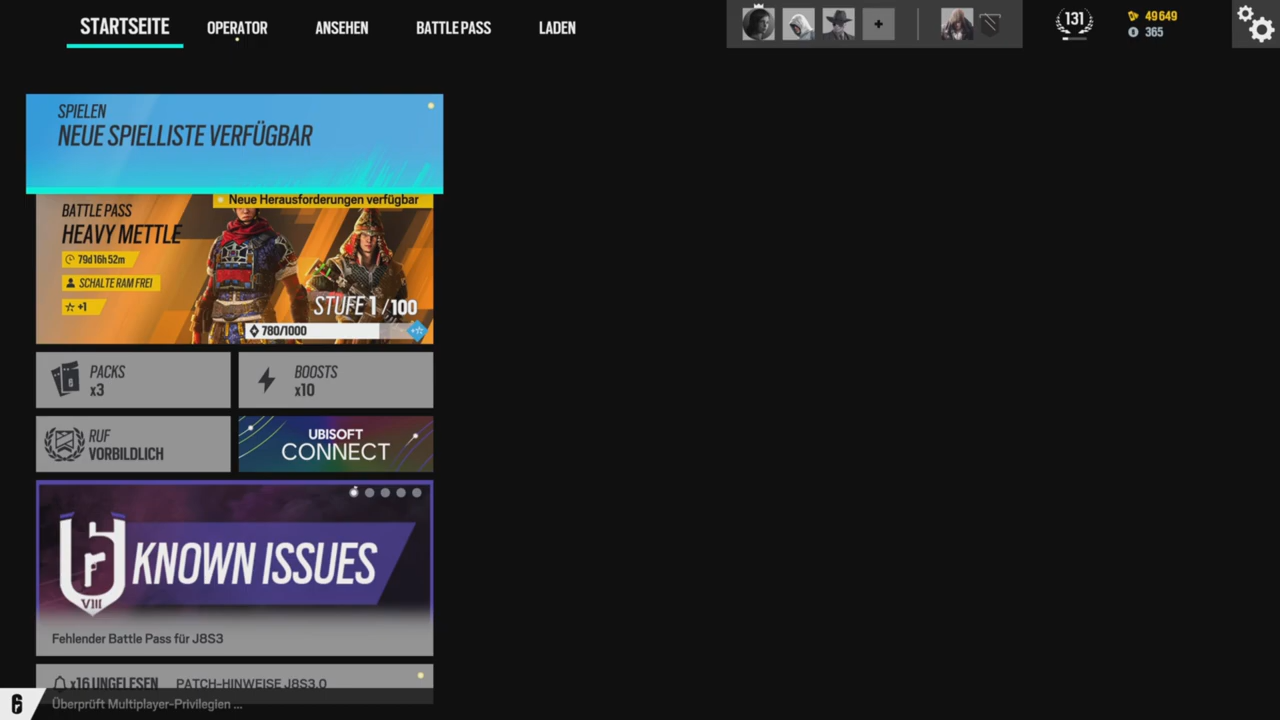 STARTSEITE
OPERATOR
ANSEHEN
BATTLE PASS
LADEN
+
131
49 649
365
SPIELEN
NEUE SPIELLISTE VERFÜGBAR
Neue Herausforderungen verfügbar
BATTLE PASS
HEAVY METTLE
79d 16h 52m
SCHALTE RAM FREI
+1
STUFE 1 / 100
780/1000
PACKS
x3
BOOSTS
x10
RUF
VORBILDLICH
UBISOFT
CONNECT
KNOWN ISSUES
VIII
Fehlender Battle Pass für J8S3
x16 UNGELESEN
PATCH-HINWEISE J8S3.0
Überprüft Multiplayer-Privilegien ...